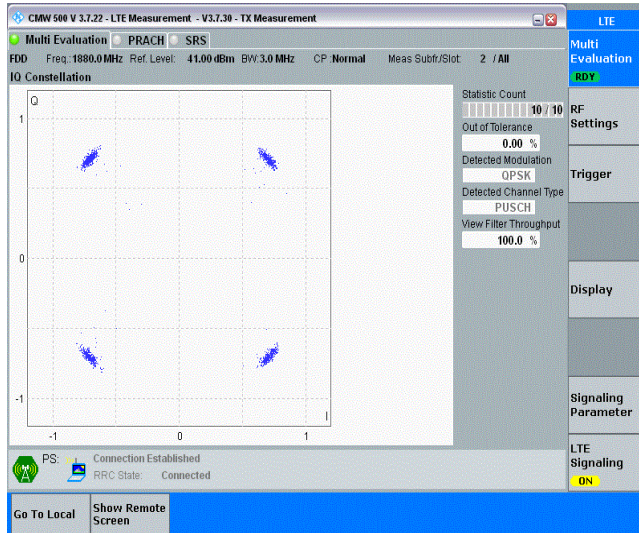 CMW 500 V 3.7.22 - LTE Measurement - V3.7.30 - TX Measurement
LTE
Multi Evaluation PRACH SRS
FDD Freq.:1880.0 MHz Ref. Level: 41.00 dBm BW:3.0 MHz CP :Normal Meas Subfr./Slot: 2 / All
IQ Constellation
Q
1
0
-1
I
-1 0 1
Statistic Count
10 / 10
Out of Tolerance
0.00 %
Detected Modulation
QPSK
Detected Channel Type
PUSCH
View Filter Throughput
100.0 %
Multi
Evaluation
RDY
RF
Settings
Trigger
Display
Signaling
Parameter
LTE
Signaling
ON
PS: Connection Established
RRC State: Connected
Go To Local
Show Remote
Screen